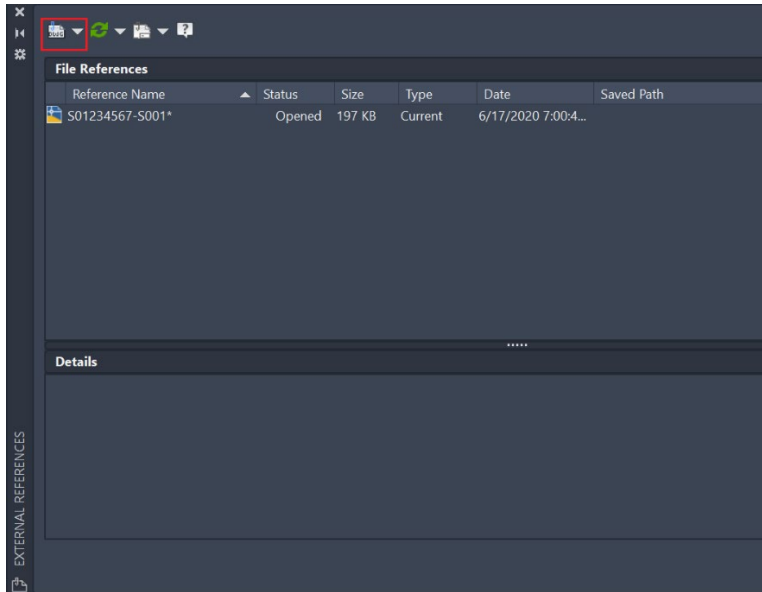 File References
Reference Name Status Size Type Date Saved Path
S01234567-S001* Opened 197 KB Current 6/17/2020 7:00:4...
Details
EXTERNAL REFERENCES